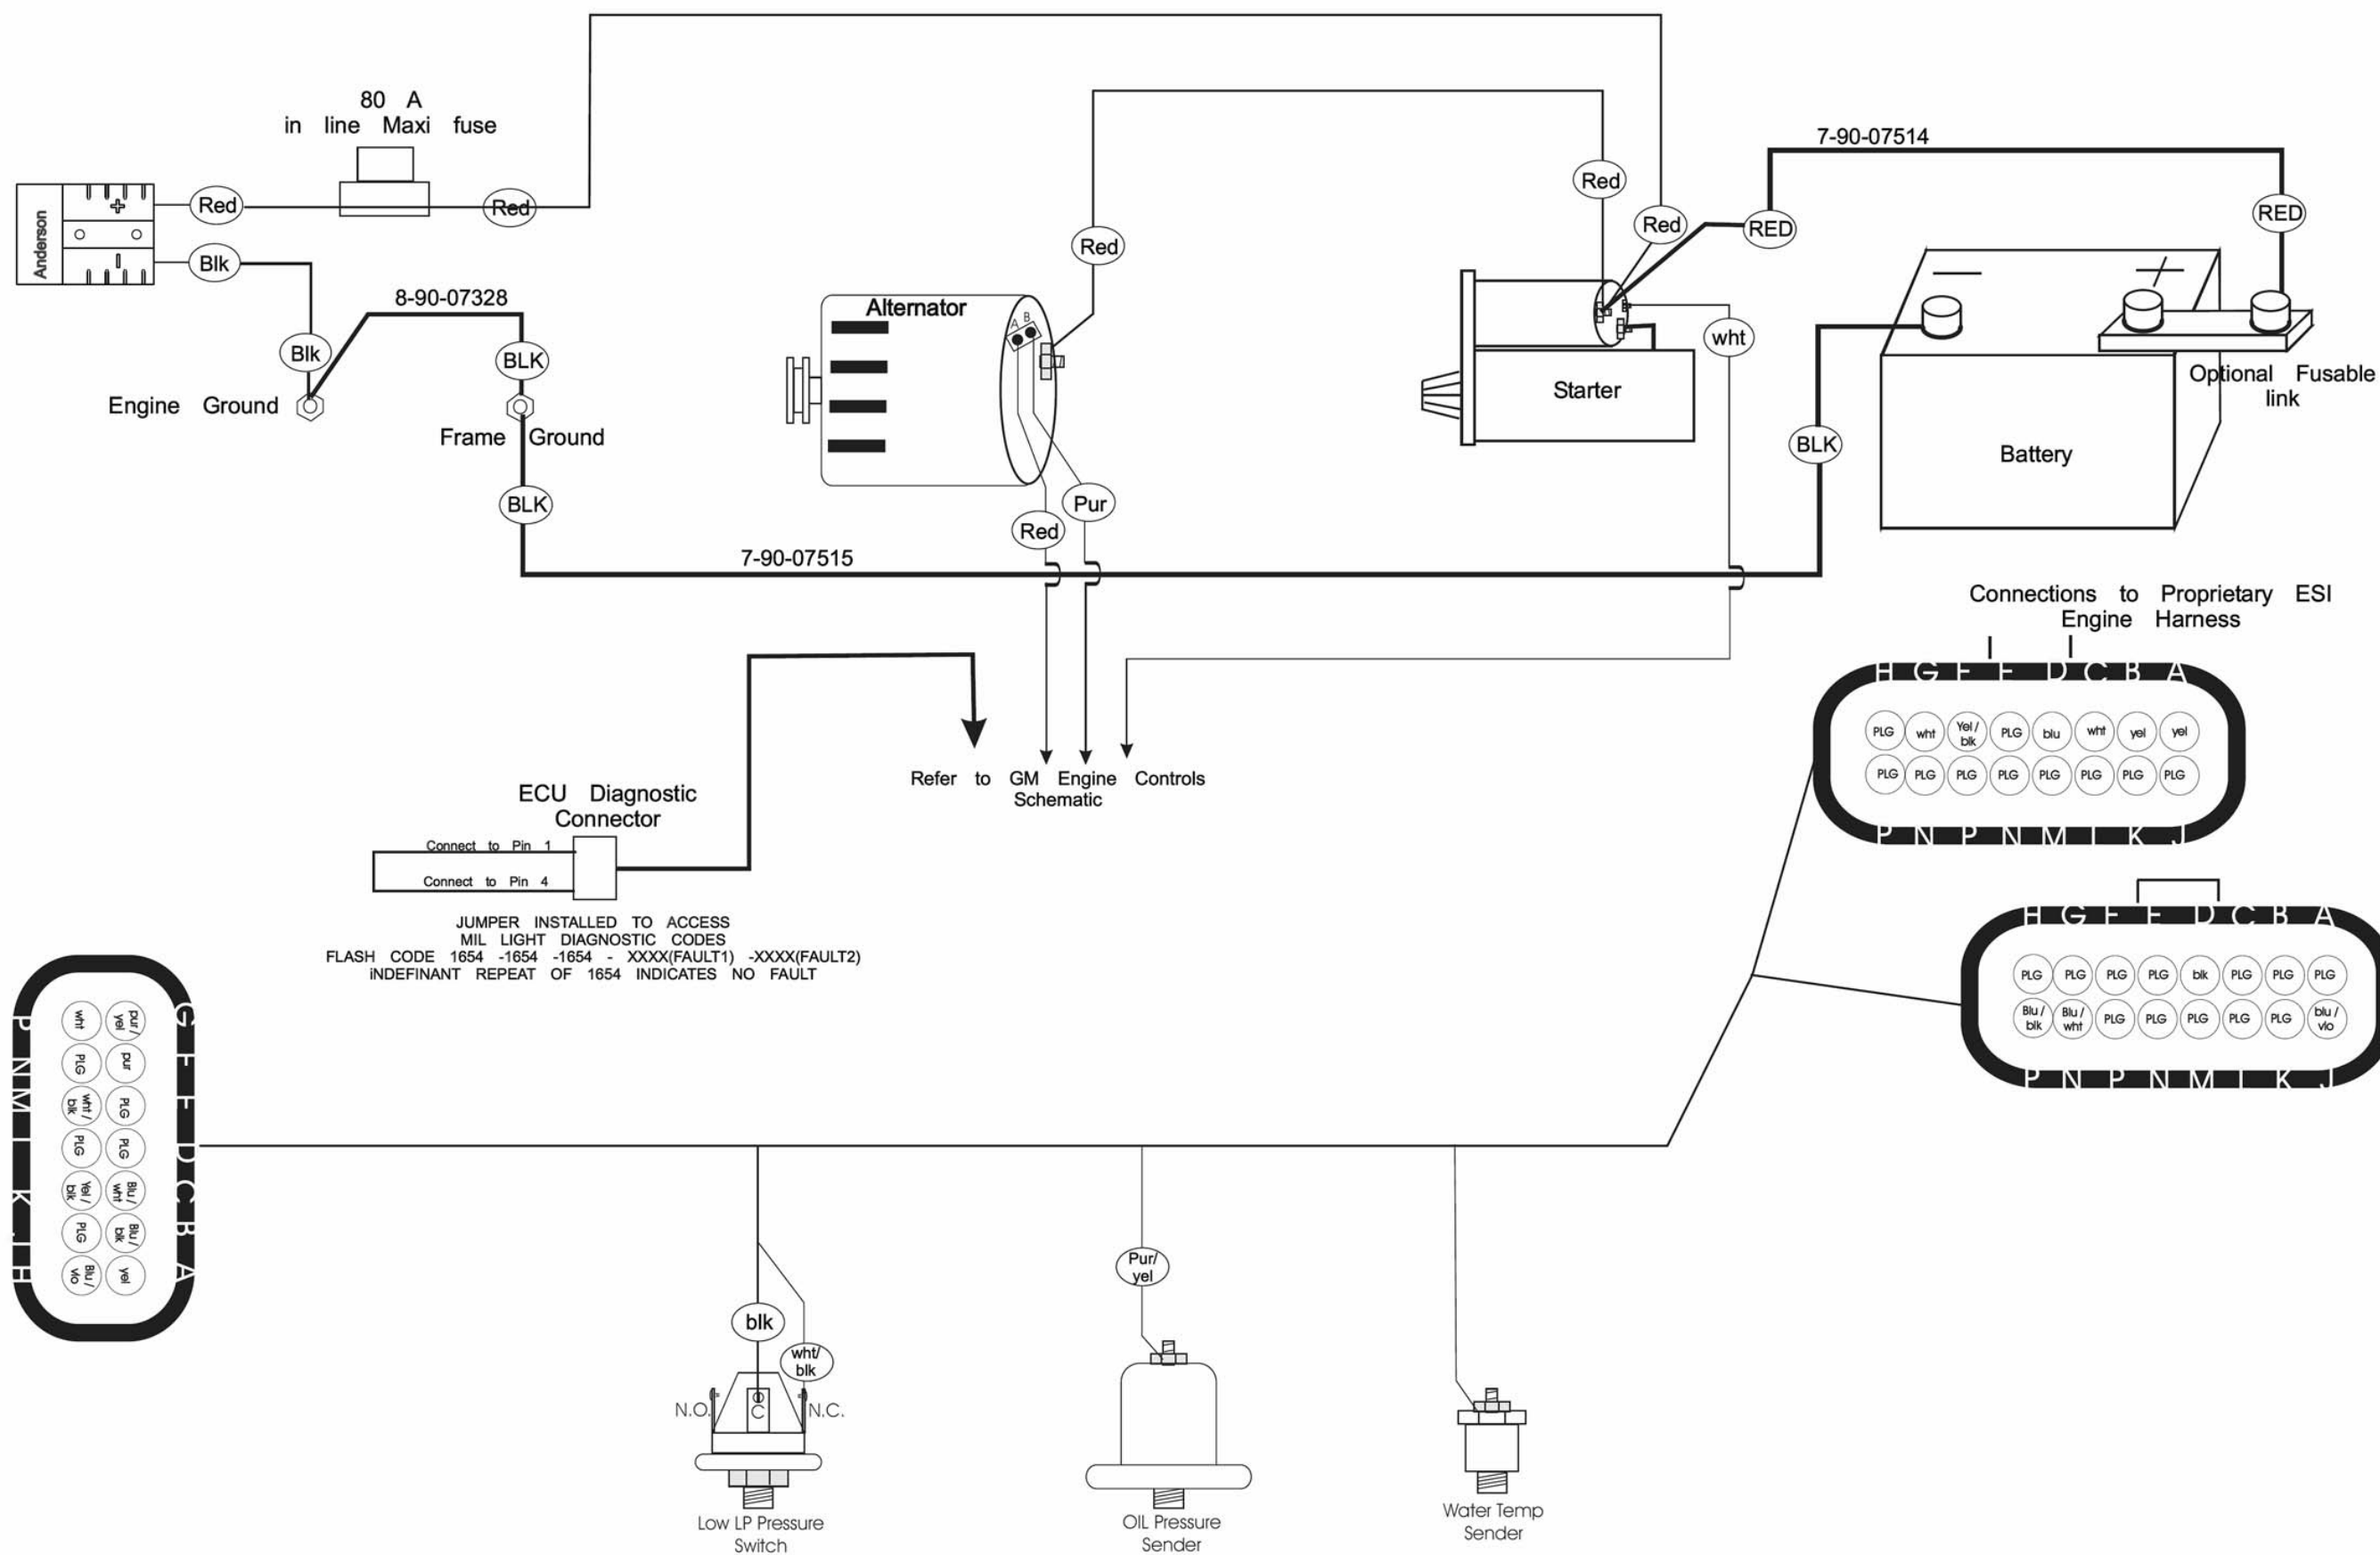 80 A
in line Maxi fuse
Anderson
+
-
Red
Red
Blk
Blk
8-90-07328
BLK
Engine Ground
Frame Ground
BLK
7-90-07515
Alternator
A B
Red
Red
Pur
Red
Red
Starter
wht
RED
7-90-07514
RED
BLK
Battery
Optional Fusable
link
Refer to GM Engine Controls
Schematic
ECU Diagnostic
Connector
Connect to Pin 1
Connect to Pin 4
JUMPER INSTALLED TO ACCESS
MIL LIGHT DIAGNOSTIC CODES
FLASH CODE 1654 -1654 -1654 - XXXX(FAULT1) -XXXX(FAULT2)
iNDEFINANT REPEAT OF 1654 INDICATES NO FAULT
Connections to Proprietary ESI
Engine Harness
H G F E D C B A
PLG wht Yel / blk PLG blu wht yel yel
PLG PLG PLG PLG PLG PLG PLG PLG
P N P N M L K J
H G F E D C B A
PLG PLG PLG PLG blk PLG PLG PLG
Blu / blk Blu / wht PLG PLG PLG PLG PLG blu / vio
P N P N M L K J
G F E D C B A
pur / yel pur PLG PLG Blu / wht Blu / blk yel
wht PLG wht / blk PLG Yel / blk PLG Blu / vio
P N M L K J H
blk
wht/
blk
N.O. C N.C.
Low LP Pressure
Switch
Pur/
yel
OIL Pressure
Sender
Water Temp
Sender